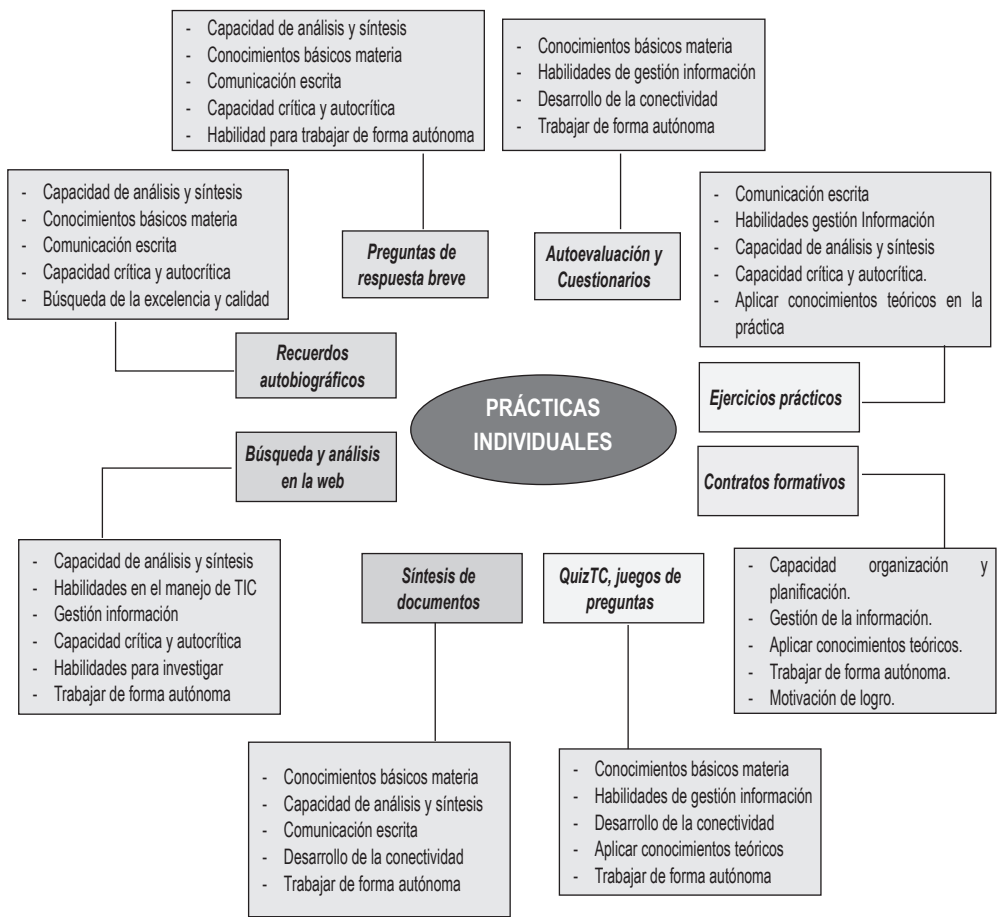 - Capacidad de análisis y síntesis
- Conocimientos básicos materia
- Comunicación escrita
- Capacidad crítica y autocrítica
- Habilidad para trabajar de forma autónoma
- Conocimientos básicos materia
- Habilidades de gestión información
- Desarrollo de la conectividad
- Trabajar de forma autónoma
- Capacidad de análisis y síntesis
- Conocimientos básicos materia
- Comunicación escrita
- Capacidad crítica y autocrítica
- Búsqueda de la excelencia y calidad
Preguntas de
respuesta breve
Autoevaluación y
Cuestionarios
- Comunicación escrita
- Habilidades gestión Información
- Capacidad de análisis y síntesis
- Capacidad crítica y autocrítica.
- Aplicar conocimientos teóricos en la
práctica
Recuerdos
autobiográficos
PRÁCTICAS
INDIVIDUALES
Ejercicios prácticos
Búsqueda y análisis
en la web
Contratos formativos
- Capacidad de análisis y síntesis
- Habilidades en el manejo de TIC
- Gestión información
- Capacidad crítica y autocrítica
- Habilidades para investigar
- Trabajar de forma autónoma
Síntesis de
documentos
QuizTC, juegos de
preguntas
- Capacidad organización y
planificación.
- Gestión de la información.
- Aplicar conocimientos teóricos.
- Trabajar de forma autónoma.
- Motivación de logro.
- Conocimientos básicos materia
- Capacidad de análisis y síntesis
- Comunicación escrita
- Desarrollo de la conectividad
- Trabajar de forma autónoma
- Conocimientos básicos materia
- Habilidades de gestión información
- Desarrollo de la conectividad
- Aplicar conocimientos teóricos
- Trabajar de forma autónoma